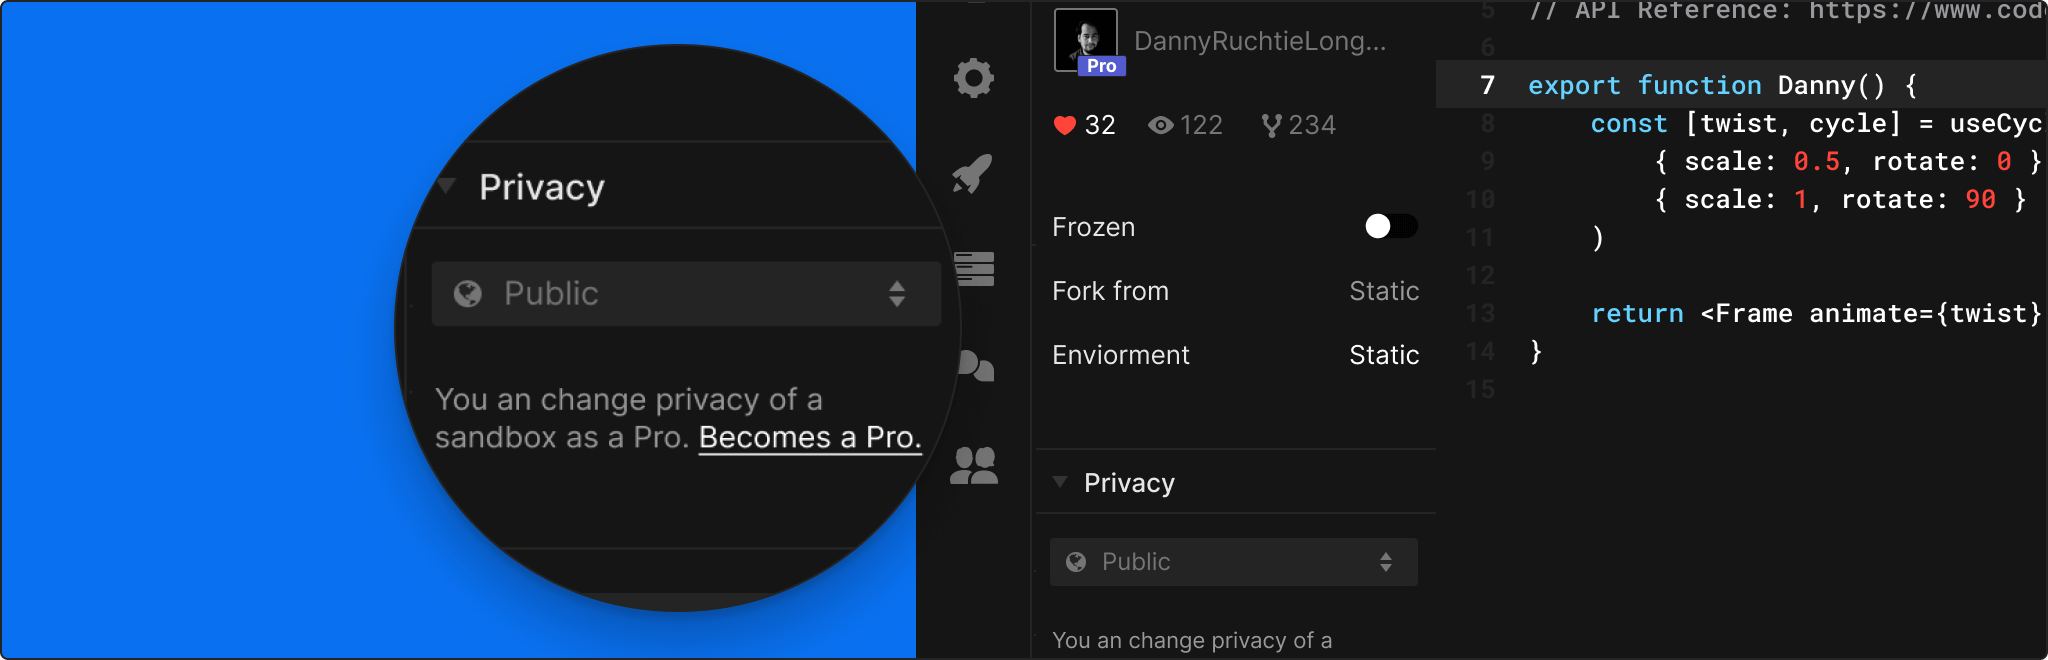 Privacy
Public
You an change privacy of a
sandbox as a Pro. Becomes a Pro.
DannyRuchtieLong...
Pro
32 122 234
Frozen
Fork from Static
Enviorment Static
Privacy
Public
You an change privacy of a
5 // API Reference: https://www.cod
6
7 export function Danny() {
8 const [twist, cycle] = useCyc
9 { scale: 0.5, rotate: 0 }
10 { scale: 1, rotate: 90 }
11 )
12
13 return <Frame animate={twist}
14 }
15